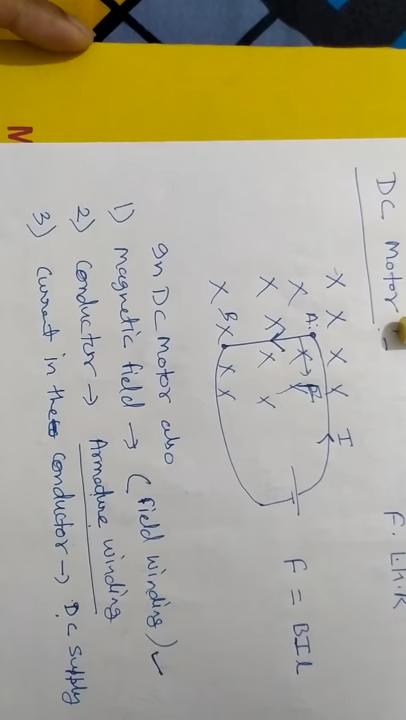 DC Motor:
F. L.H.R
X X X X
X A. X
X X X
B X X X
I
F = BIl
In DC Motor also
1) Magnetic field → (field winding) ✓
2) Conductor → Armature winding
3) Current in the conductor → DC Supply
M